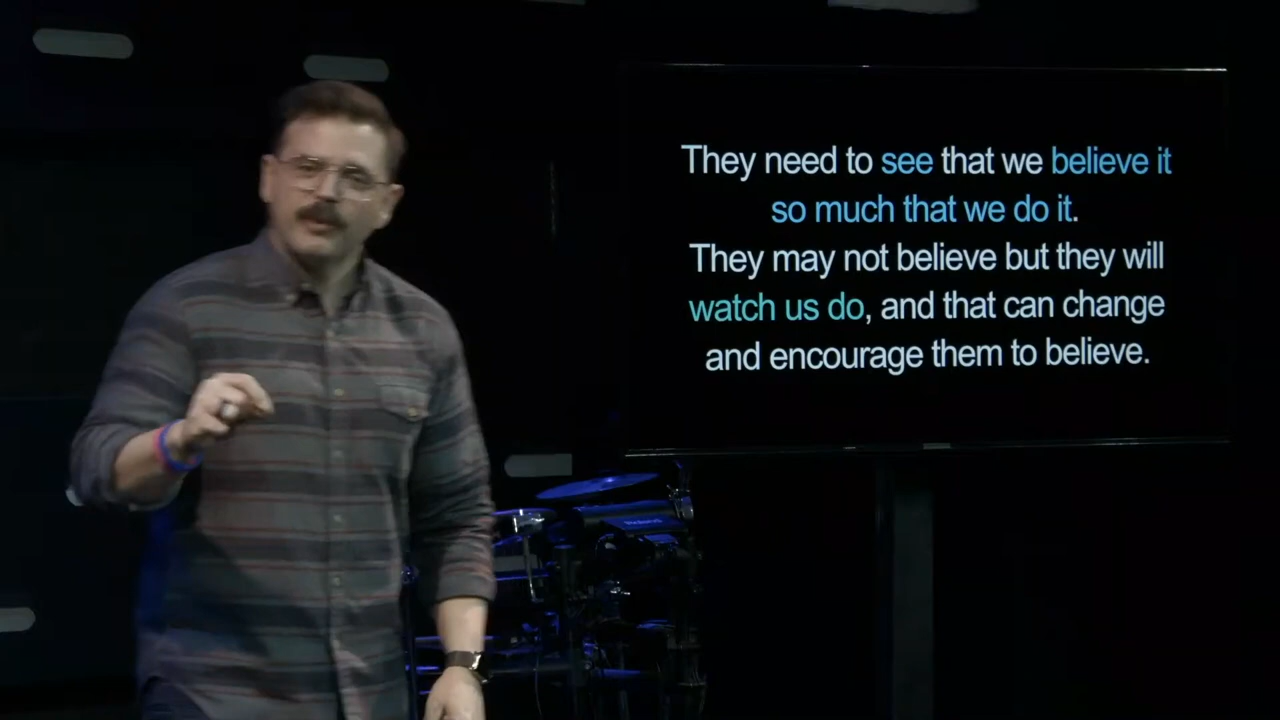 They need to see that we believe it
so much that we do it.
They may not believe but they will
watch us do, and that can change
and encourage them to believe.
Roland